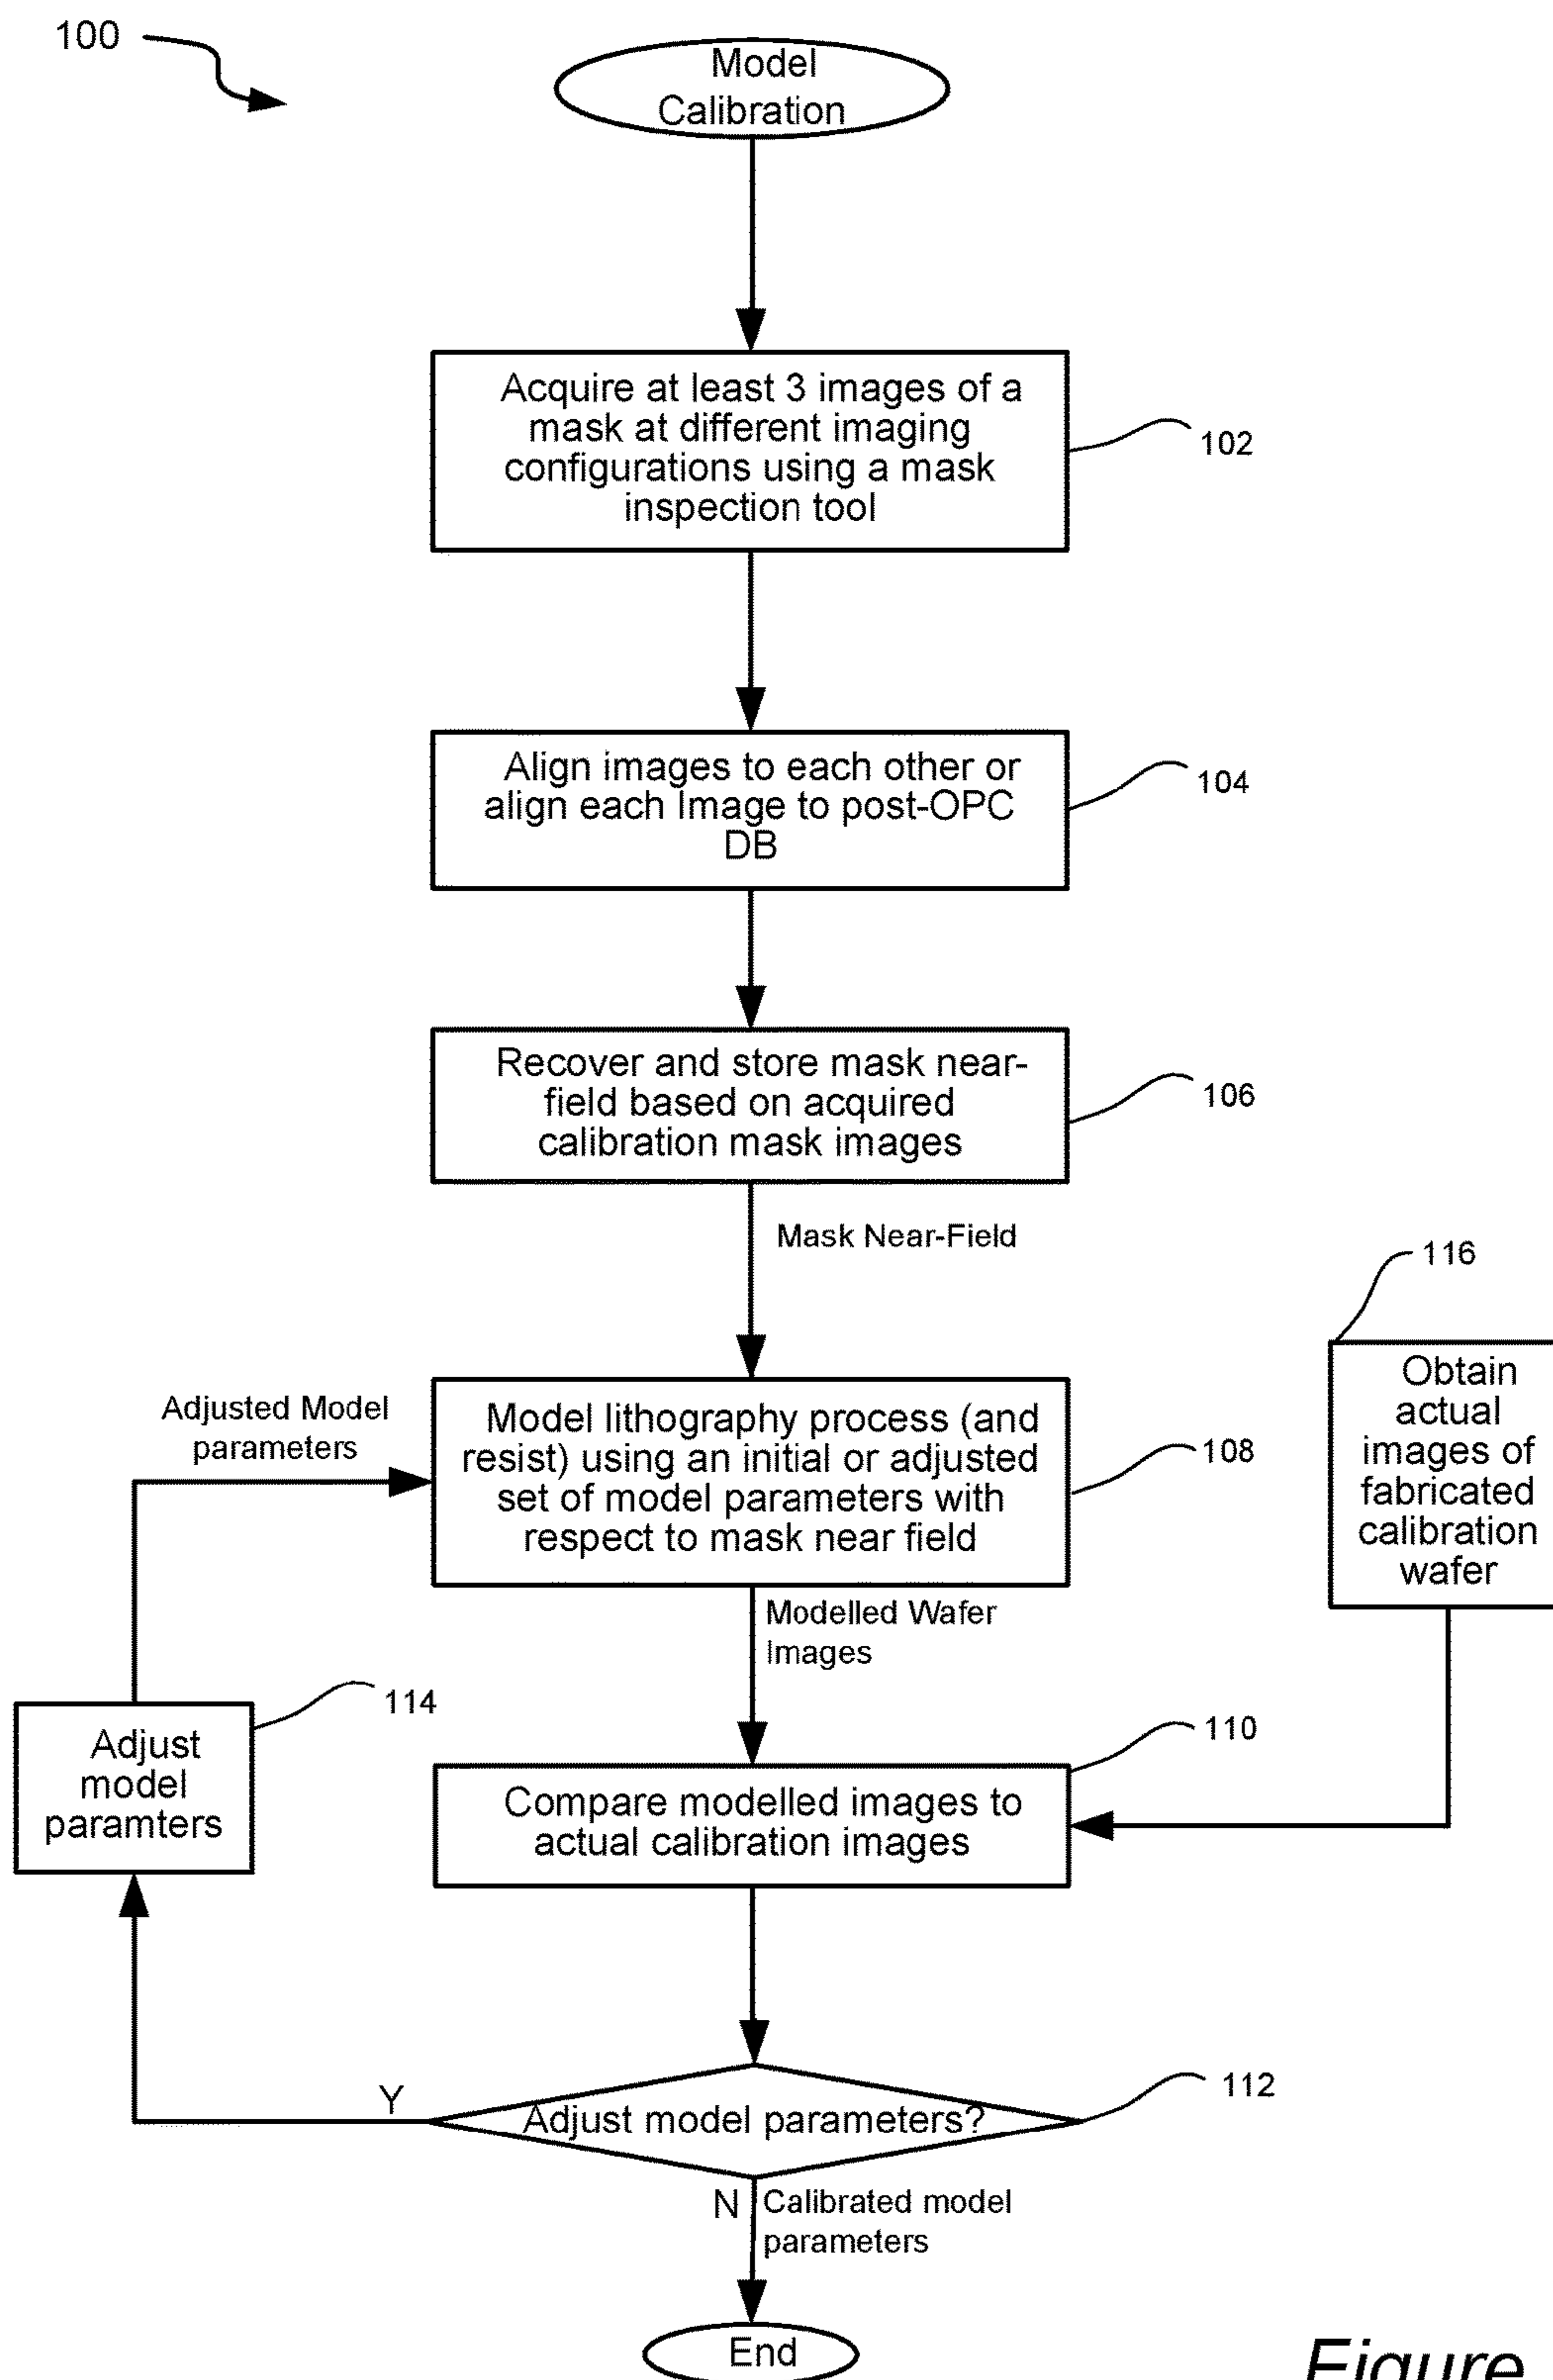 100
Model
Calibration
Acquire at least 3 images of a
mask at different imaging
configurations using a mask
inspection tool
102
Align images to each other or
align each Image to post-OPC
DB
104
Recover and store mask near-
field based on acquired
calibration mask images
106
Mask Near-Field
116
Obtain
actual
images of
fabricated
calibration
wafer
Adjusted Model
parameters
Model lithography process (and
resist) using an initial or adjusted
set of model parameters with
respect to mask near field
108
Modelled Wafer
Images
114
Adjust
model
paramters
110
Compare modelled images to
actual calibration images
Y
Adjust model parameters?
112
N
Calibrated model
parameters
End
Figure